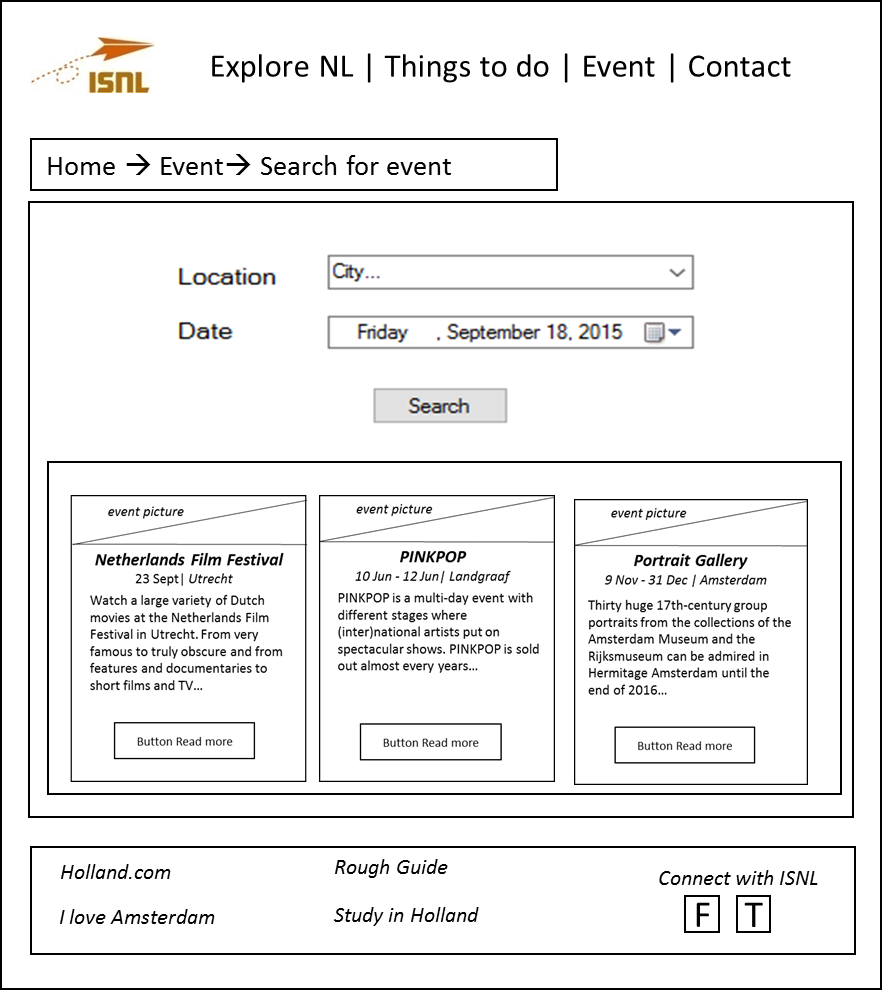 ISNL
Explore NL | Things to do | Event | Contact
Home → Event→ Search for event
Location
City...
Date
Friday , September 18, 2015
Search
event picture
Netherlands Film Festival
23 Sept| Utrecht
Watch a large variety of Dutch
movies at the Netherlands Film
Festival in Utrecht. From very
famous to truly obscure and from
features and documentaries to
short films and TV...
Button Read more
event picture
PINKPOP
10 Jun - 12 Jun| Landgraaf
PINKPOP is a multi-day event with
different stages where
(inter)national artists put on
spectacular shows. PINKPOP is sold
out almost every years...
Button Read more
event picture
Portrait Gallery
9 Nov - 31 Dec | Amsterdam
Thirty huge 17th-century group
portraits from the collections of the
Amsterdam Museum and the
Rijksmuseum can be admired in
Hermitage Amsterdam until the
end of 2016...
Button Read more
Holland.com
I love Amsterdam
Rough Guide
Study in Holland
Connect with ISNL
F T